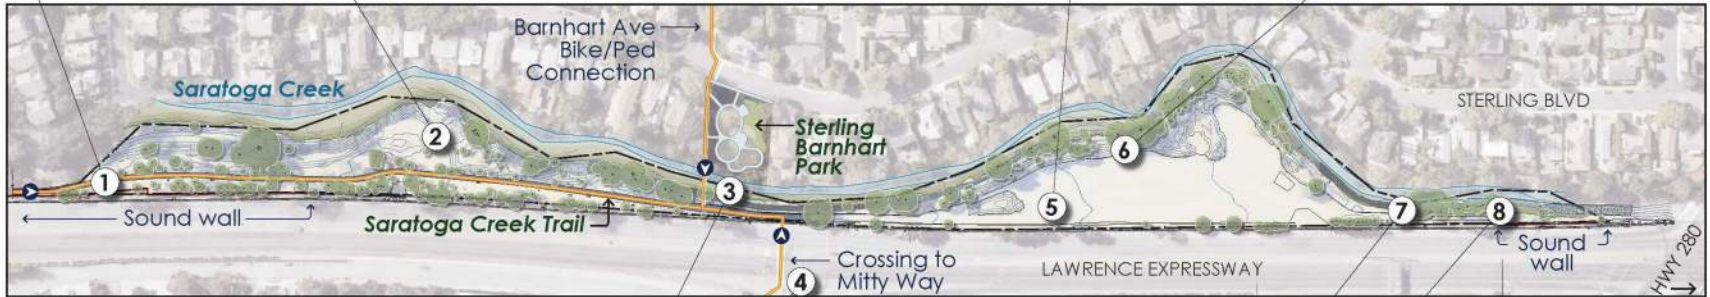 Barnhart Ave
Bike/Ped
Connection
Saratoga Creek
STERLING BLVD
Sterling
Barnhart
Park
1
2
3
4
5
6
7
8
Sound wall
Saratoga Creek Trail
Crossing to
Mitty Way
LAWRENCE EXPRESSWAY
Sound
wall
HWY 280